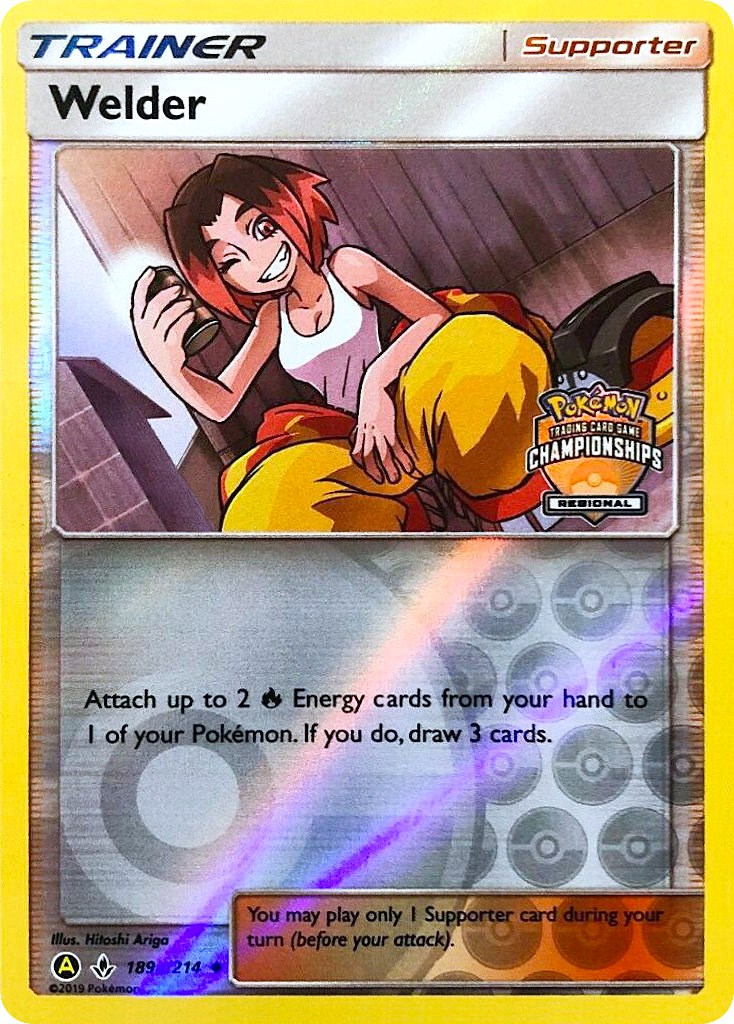 TRAINER
Supporter
Welder
POKéMON
TRADING CARD GAME
CHAMPIONSHIPS
REGIONAL
Attach up to 2 Energy cards from your hand to
1 of your Pokémon. If you do, draw 3 cards.
You may play only 1 Supporter card during your
turn (before your attack).
Illus. Hitoshi Ariga
A 189 214
©2019 Pokémon